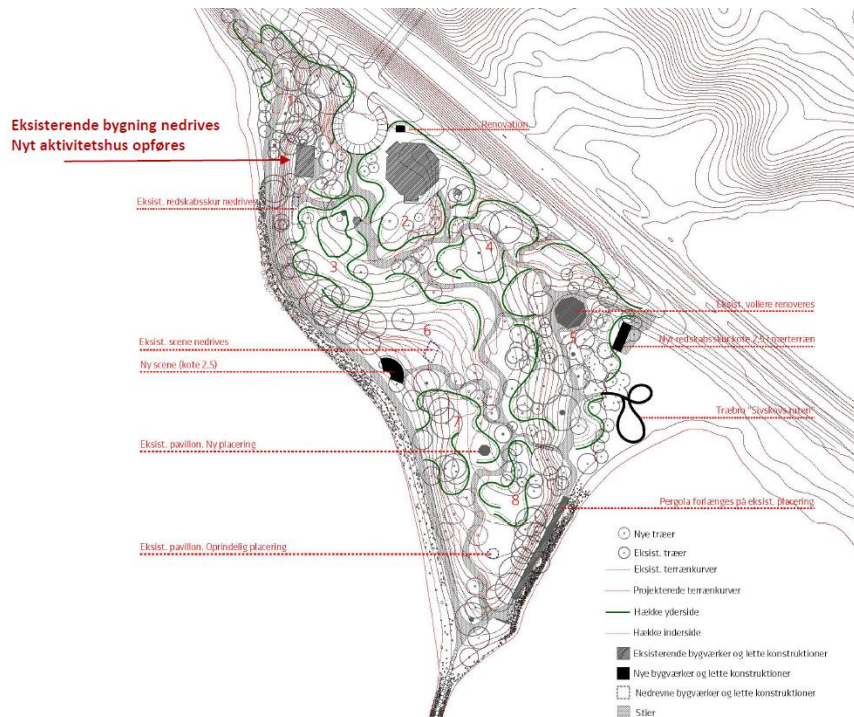 1
Eksisterende bygning nedrives
Nyt aktivitetshus opføres
Renovation
Eksist. redskabsskur nedrives
2
3
4
Eksist. voliere renoveres
5
Nyt redskabsskur kote 2,5 i nærterræn
Eksist. scene nedrives
6
Ny scene (kote 2.5)
Træbro "Sivskovsruten"
7
Eksist. pavillon. Ny placering
8
Pergola forlænges på eksist. placering
Eksist. pavillon. Oprindelig placering
Nye træer
Eksist. træer
Eksist. terrænkurver
Projekterede terrænkurver
Hække yderside
Hække inderside
Eksisterende bygværker og lette konstruktioner
Nye bygværker og lette konstruktioner
Nedrevne bygværker og lette konstruktioner
Stier